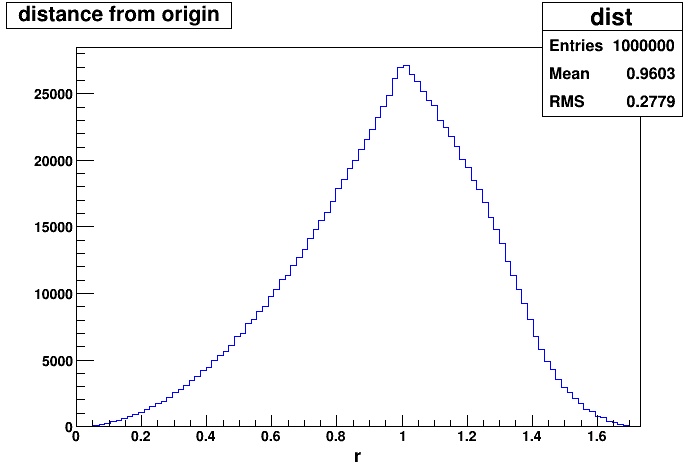 distance from origin
dist
Entries 1000000
Mean 0.9603
RMS 0.2779
25000
20000
15000
10000
5000
0
0 0.2 0.4 0.6 0.8 1 1.2 1.4 1.6
r